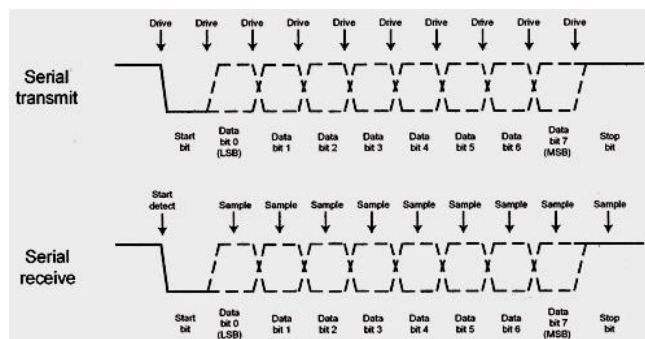 Drive Drive Drive Drive Drive Drive Drive Drive Drive Drive
Serial
transmit
Start
bit
Data
bit 0
(LSB)
Data
bit 1
Data
bit 2
Data
bit 3
Data
bit 4
Data
bit 5
Data
bit 6
Data
bit 7
(MSB)
Stop
bit
Start
detect
Sample Sample Sample Sample Sample Sample Sample Sample Sample
Serial
receive
Start
bit
Data
bit 0
(LSB)
Data
bit 1
Data
bit 2
Data
bit 3
Data
bit 4
Data
bit 5
Data
bit 6
Data
bit 7
(MSB)
Stop
bit